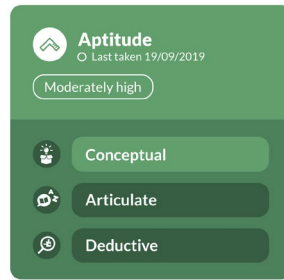 Aptitude
Last taken 19/09/2019
Moderately high
Conceptual
Articulate
Deductive